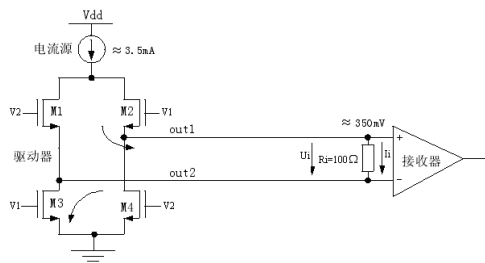 Vdd
电流源
≈3.5mA
V2
M1
M2
V1
驱动器
out1
≈350mV
+
Ui
Ri=100Ω
Ii
接收器
out2
-
V1
M3
M4
V2